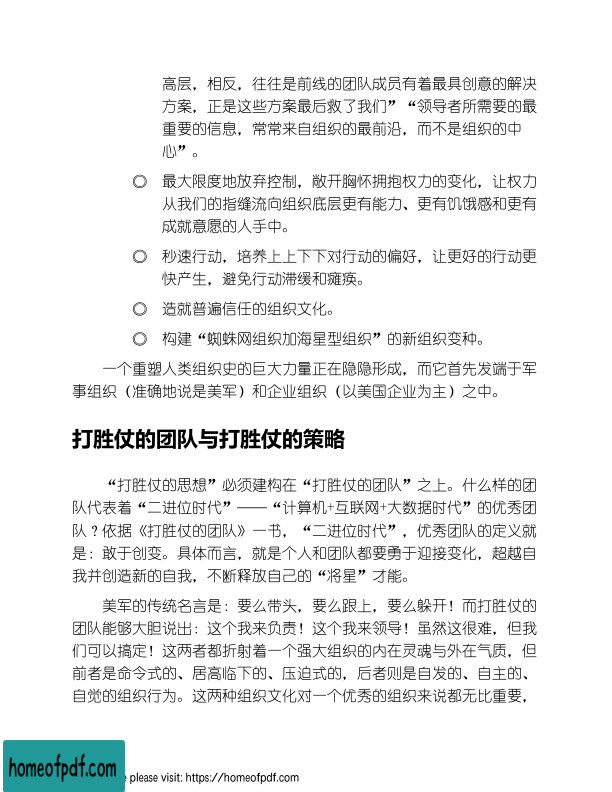 高层，相反，往往是前线的团队成员有着最具创意的解决
方案，正是这些方案最后救了我们”“领导者所需要的最
重要的信息，常常来自组织的最前沿，而不是组织的中
心”。
◎ 最大限度地放弃控制，敞开胸怀拥抱权力的变化，让权力
从我们的指缝流向组织底层更有能力、更有饥饿感和更有
成就意愿的人手中。
◎ 秒速行动，培养上上下下对行动的偏好，让更好的行动更
快产生，避免行动滞缓和瘫痪。
◎ 造就普遍信任的组织文化。
◎ 构建“蜘蛛网组织加海星型组织”的新组织变种。
一个重塑人类组织史的巨大力量正在隐隐形成，而它首先发端于军
事组织（准确地说是美军）和企业组织（以美国企业为主）之中。
打胜仗的团队与打胜仗的策略
“打胜仗的思想”必须建构在“打胜仗的团队”之上。什么样的团
队代表着“二进位时代”——“计算机+互联网+大数据时代”的优秀团
队？依据《打胜仗的团队》一书，“二进位时代”，优秀团队的定义就
是：敢于创变。具体而言，就是个人和团队都要勇于迎接变化，超越自
我并创造新的自我，不断释放自己的“将星”才能。
美军的传统名言是：要么带头，要么跟上，要么躲开！而打胜仗的
团队能够大胆说出：这个我来负责！这个我来领导！虽然这很难，但我
们可以搞定！这两者都折射着一个强大组织的内在灵魂与外在气质，但
前者是命令式的、居高临下的、压迫式的，后者则是自发的、自主的、
自觉的组织行为。这两种组织文化对一个优秀的组织来说都无比重要，
homeofpdf.com
e please visit: https://homeofpdf.com